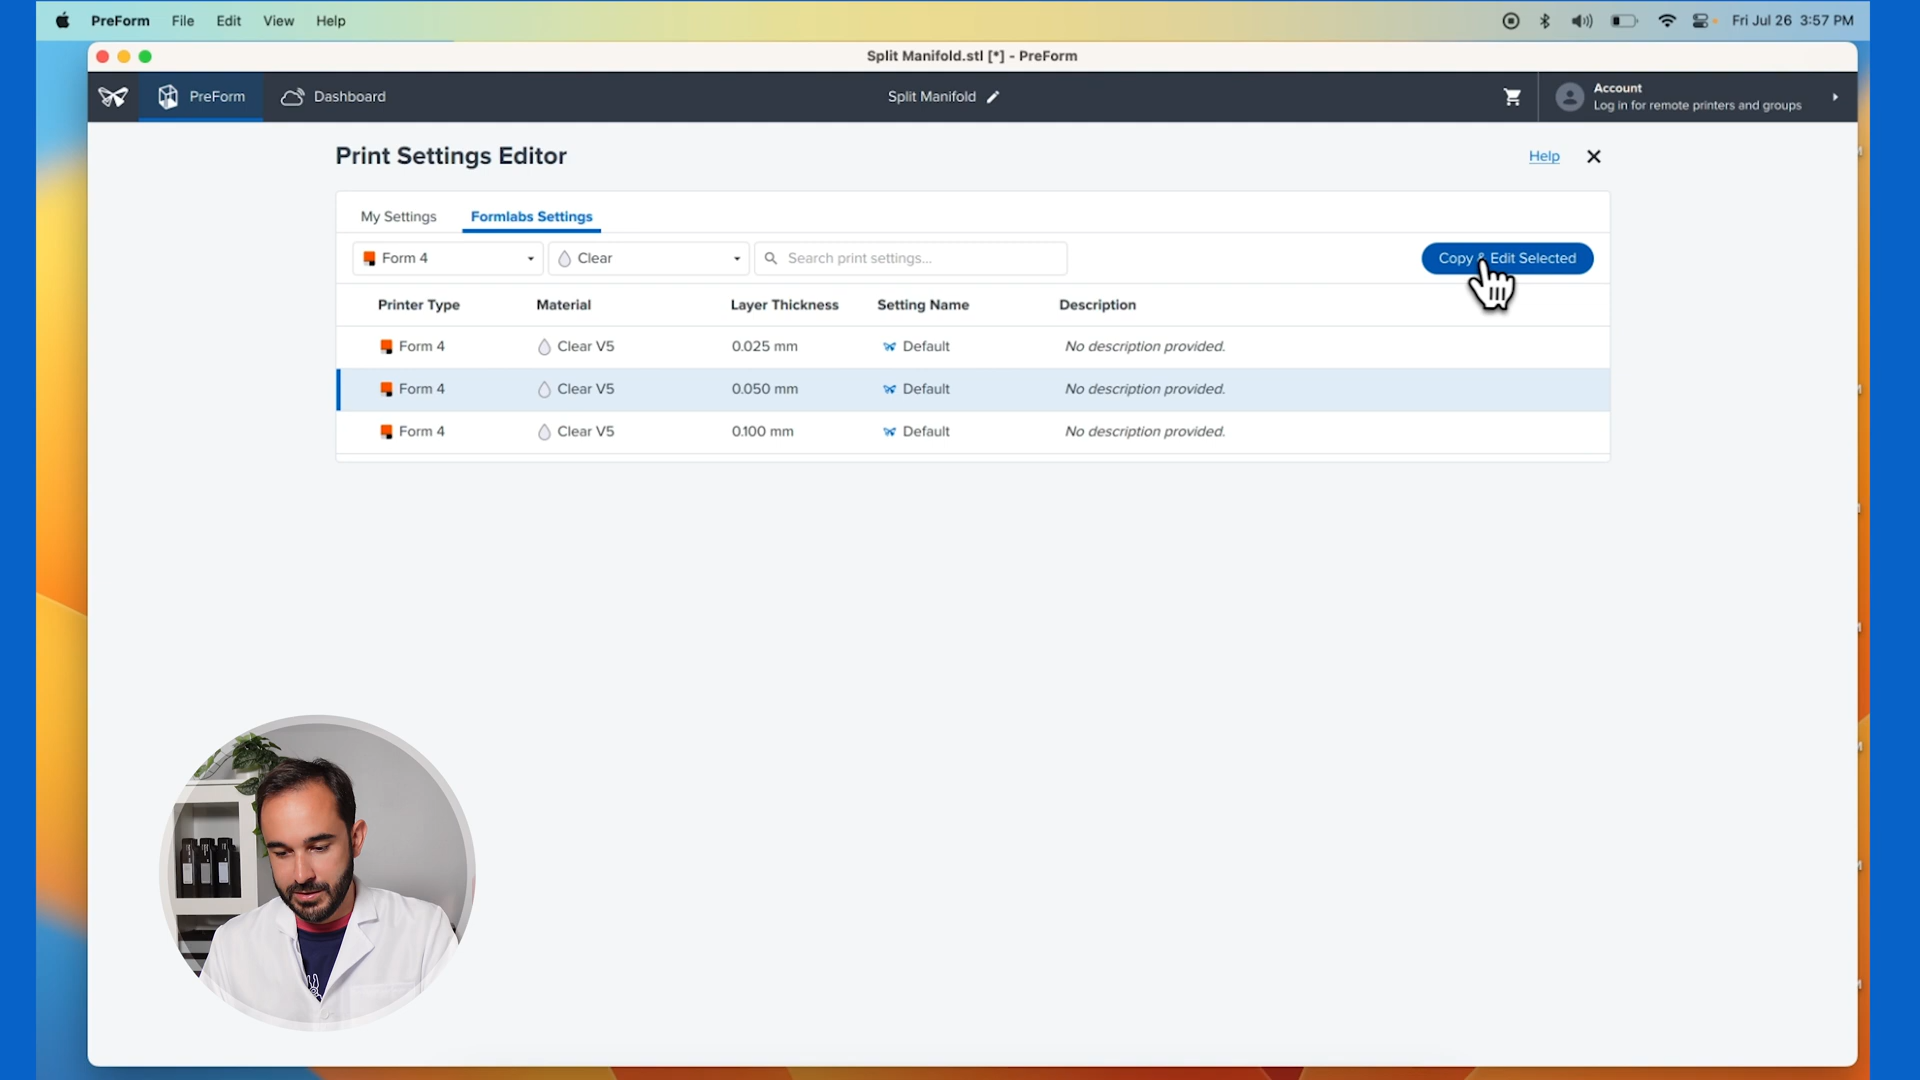 PreForm File Edit View Help Fri Jul 26 3:57 PM
Split Manifold.stl [*] - PreForm
PreForm Dashboard Split Manifold Account
Log in for remote printers and groups
Print Settings Editor Help
My Settings Formlabs Settings
Form 4 Clear Search print settings... Copy & Edit Selected
Printer Type Material Layer Thickness Setting Name Description
Form 4 Clear V5 0.025 mm Default No description provided.
Form 4 Clear V5 0.050 mm Default No description provided.
Form 4 Clear V5 0.100 mm Default No description provided.